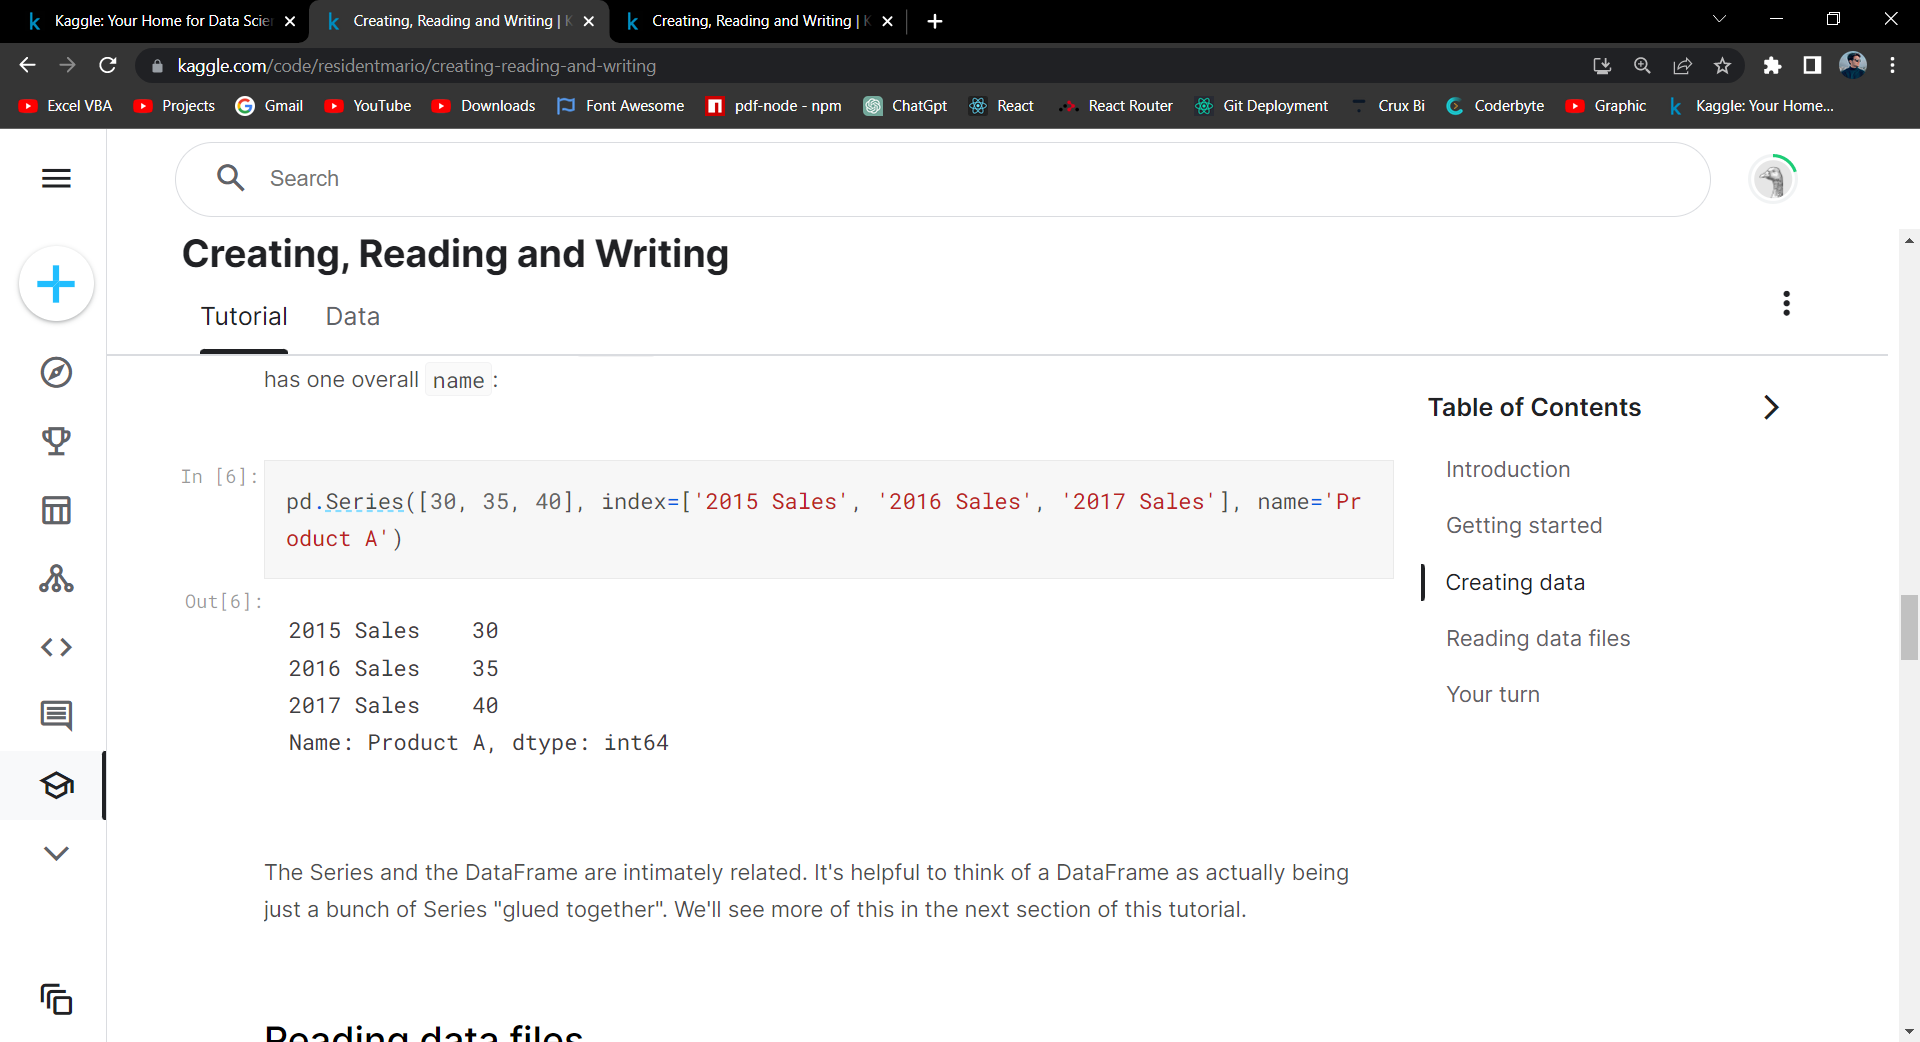 Kaggle: Your Home for Data Scie
Creating, Reading and Writing | K
Creating, Reading and Writing | K
kaggle.com/code/residentmario/creating-reading-and-writing
Excel VBA
Projects
Gmail
YouTube
Downloads
Font Awesome
pdf-node - npm
ChatGpt
React
React Router
Git Deployment
Crux Bi
Coderbyte
Graphic
Kaggle: Your Home...
Search
Creating, Reading and Writing
Tutorial
Data
has one overall name :
In [6]:
pd.Series([30, 35, 40], index=['2015 Sales', '2016 Sales', '2017 Sales'], name='Pr
oduct A')
Out[6]:
2015 Sales    30
2016 Sales    35
2017 Sales    40
Name: Product A, dtype: int64
The Series and the DataFrame are intimately related. It's helpful to think of a DataFrame as actually being
just a bunch of Series "glued together". We'll see more of this in the next section of this tutorial.
Reading data files
Table of Contents
Introduction
Getting started
Creating data
Reading data files
Your turn